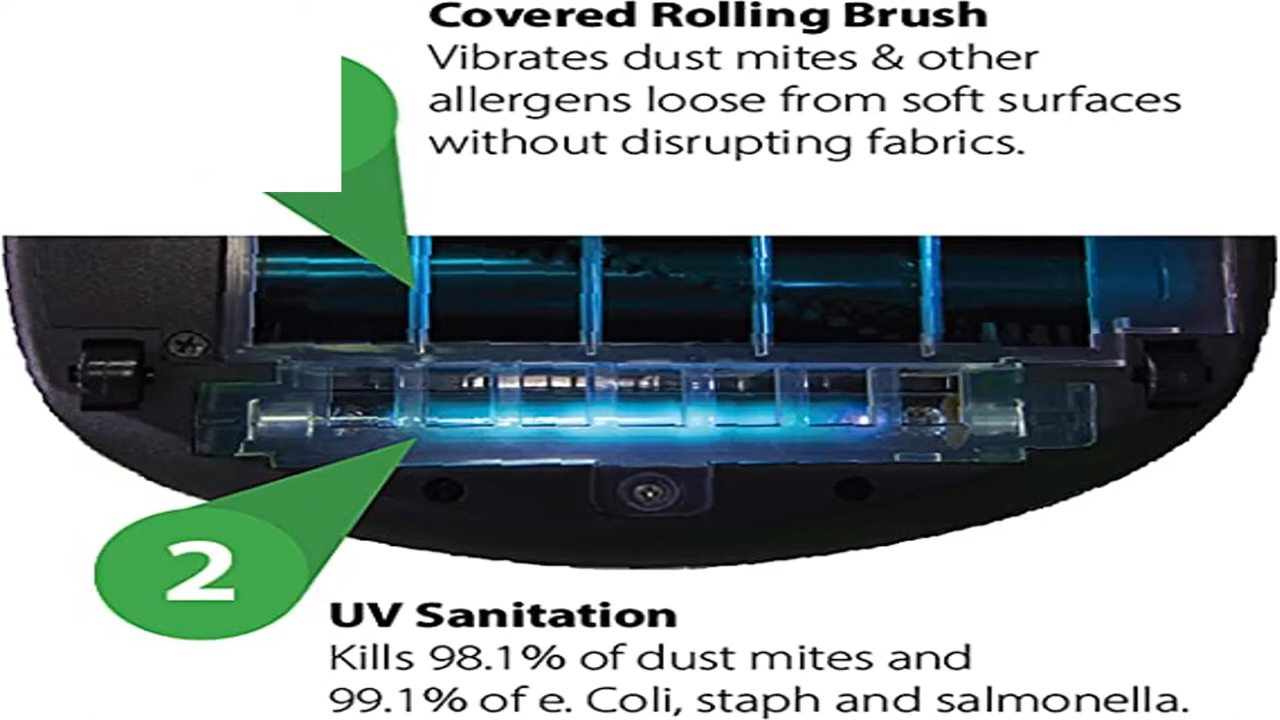 Covered Rolling Brush
Vibrates dust mites & other
allergens loose from soft surfaces
without disrupting fabrics.
2
UV Sanitation
Kills 98.1% of dust mites and
99.1% of e. Coli, staph and salmonella.